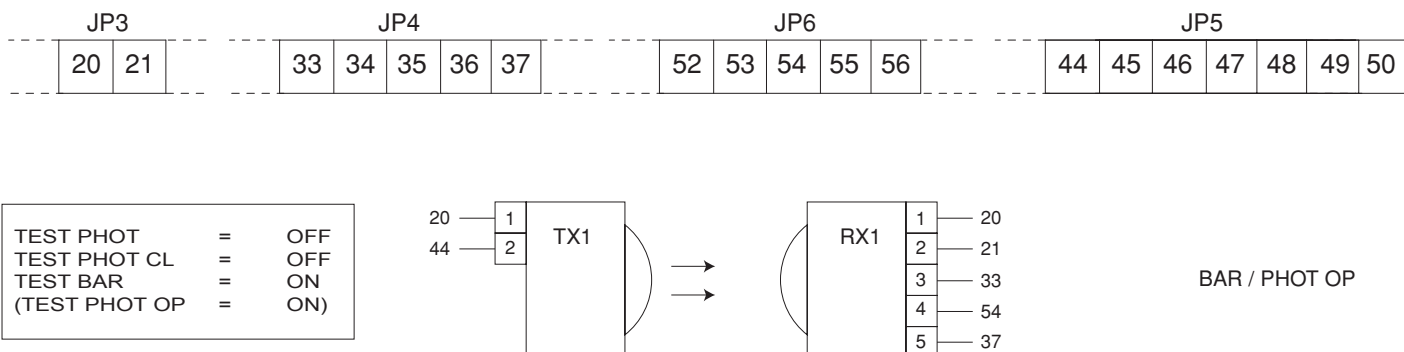 JP3 JP4 JP6 JP5
20 21 33 34 35 36 37 52 53 54 55 56 44 45 46 47 48 49 50
TEST PHOT = OFF
TEST PHOT CL = OFF
TEST BAR = ON
(TEST PHOT OP = ON)
20 1 TX1
44 2
RX1 1 20
2 21
3 33
4 54
5 37
BAR / PHOT OP